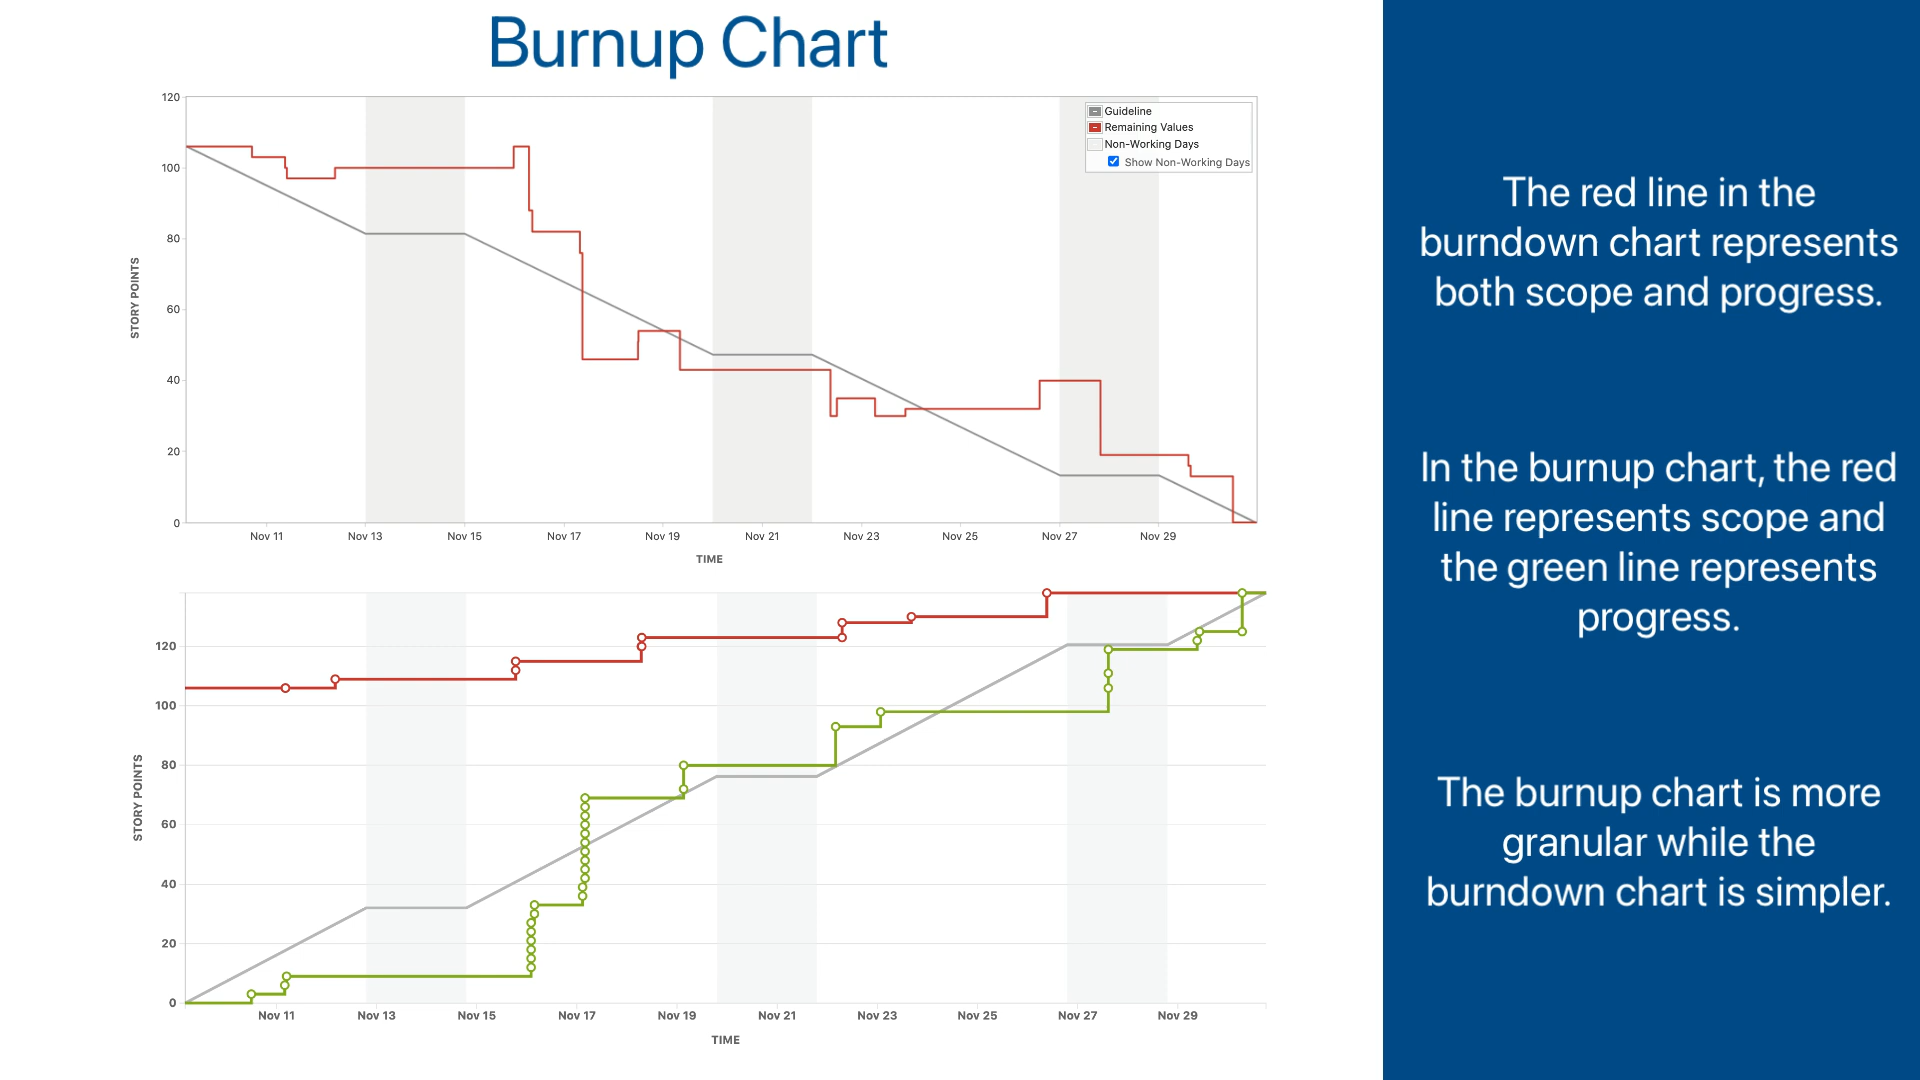 Burnup Chart
120
100
80
60
40
20
0
STORY POINTS
Guideline
Remaining Values
Non-Working Days
Show Non-Working Days
Nov 11 Nov 13 Nov 15 Nov 17 Nov 19 Nov 21 Nov 23 Nov 25 Nov 27 Nov 29
TIME
120
100
80
60
40
20
0
STORY POINTS
Nov 11 Nov 13 Nov 15 Nov 17 Nov 19 Nov 21 Nov 23 Nov 25 Nov 27 Nov 29
TIME
The red line in the
burndown chart represents
both scope and progress.
In the burnup chart, the red
line represents scope and
the green line represents
progress.
The burnup chart is more
granular while the
burndown chart is simpler.